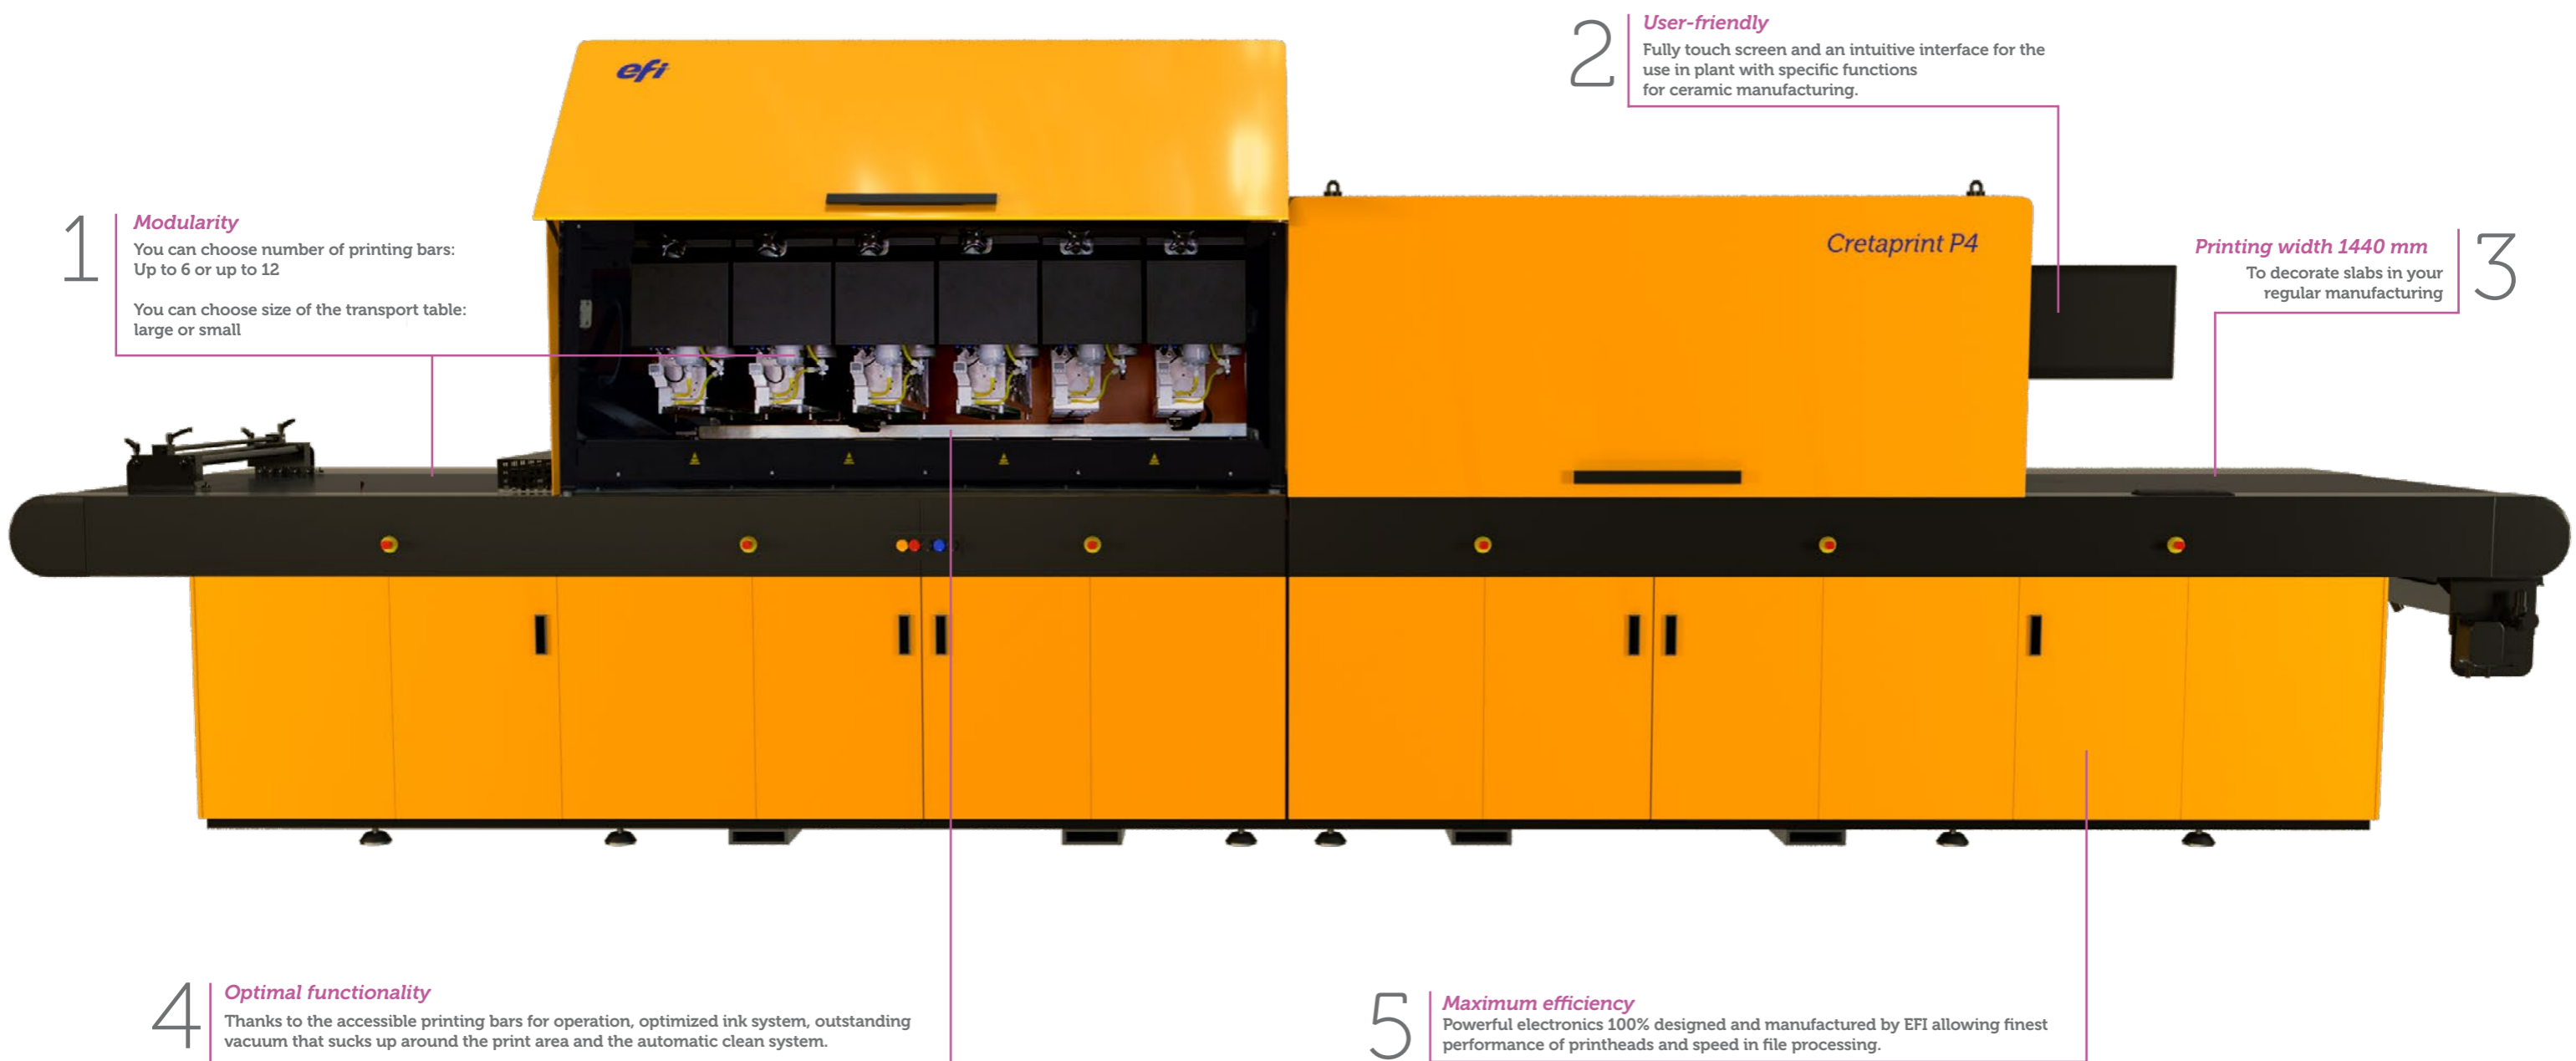 efi
2
User-friendly
Fully touch screen and an intuitive interface for the
use in plant with specific functions
for ceramic manufacturing.
1
Modularity
You can choose number of printing bars:
Up to 6 or up to 12
You can choose size of the transport table:
large or small
Cretaprint P4
Printing width 1440 mm
To decorate slabs in your
regular manufacturing
3
4
Optimal functionality
Thanks to the accessible printing bars for operation, optimized ink system, outstanding
vacuum that sucks up around the print area and the automatic clean system.
5
Maximum efficiency
Powerful electronics 100% designed and manufactured by EFI allowing finest
performance of printheads and speed in file processing.